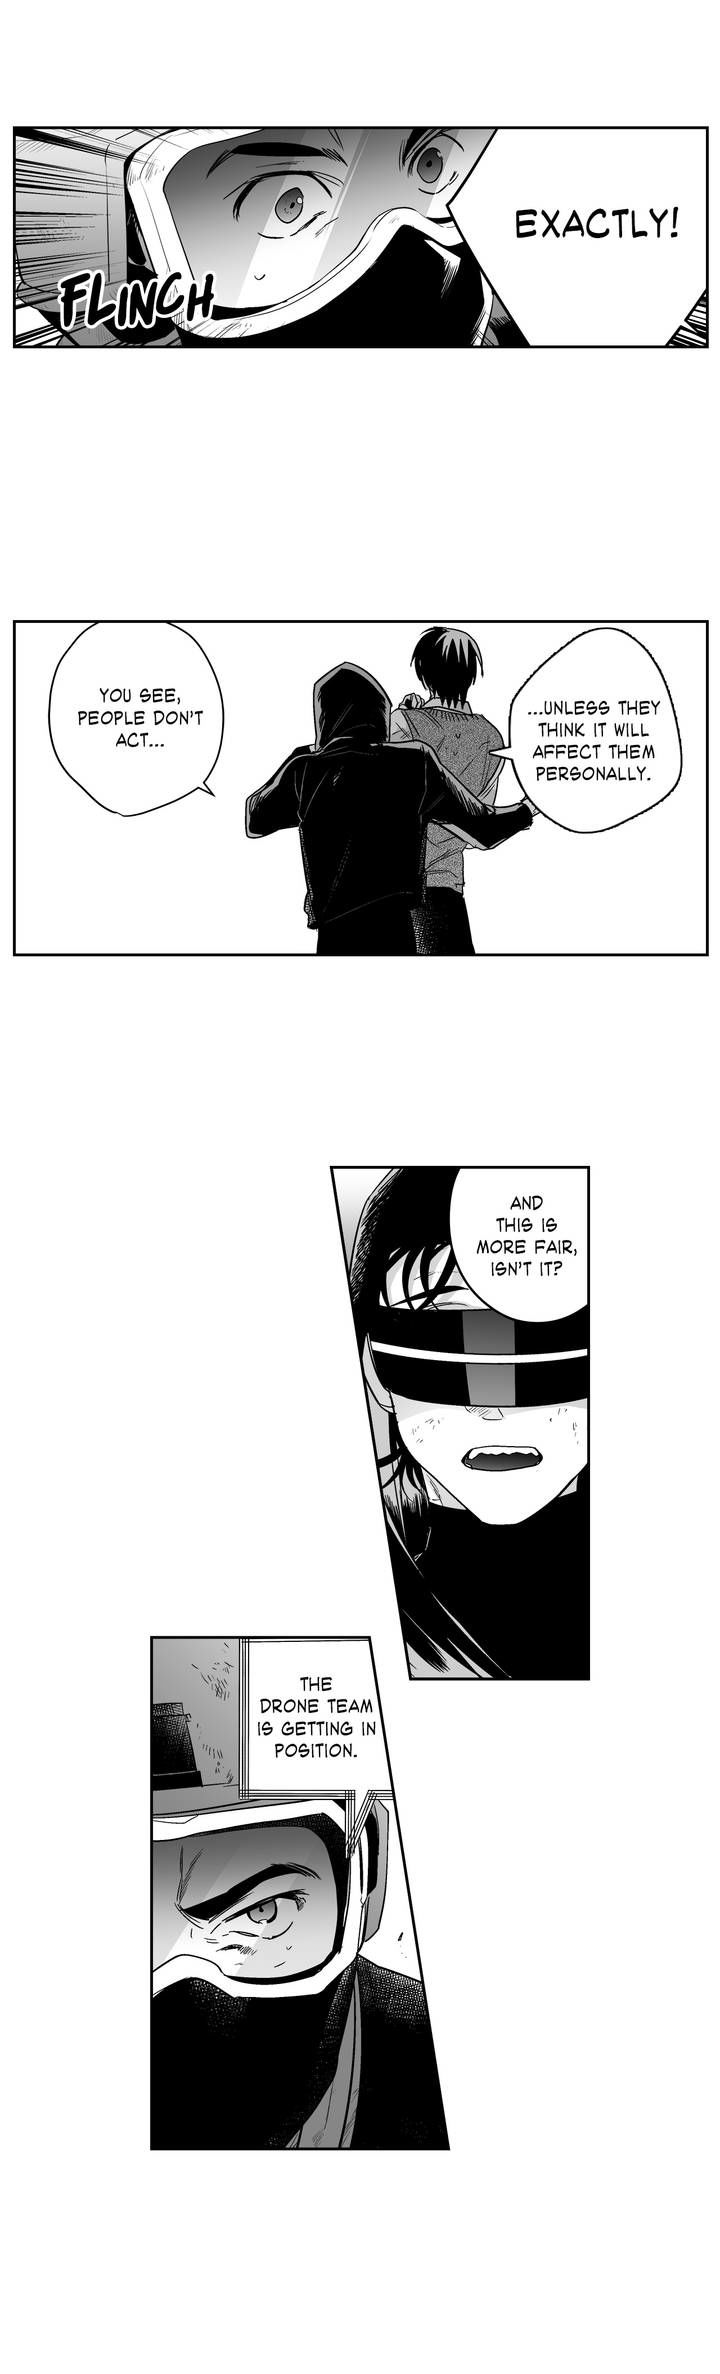 EXACTLY!
FLINCH
YOU SEE,
PEOPLE DON'T
ACT...
...UNLESS THEY
THINK IT WILL
AFFECT THEM
PERSONALLY.
AND
THIS IS
MORE FAIR,
ISN'T IT?
THE
DRONE TEAM
IS GETTING IN
POSITION.